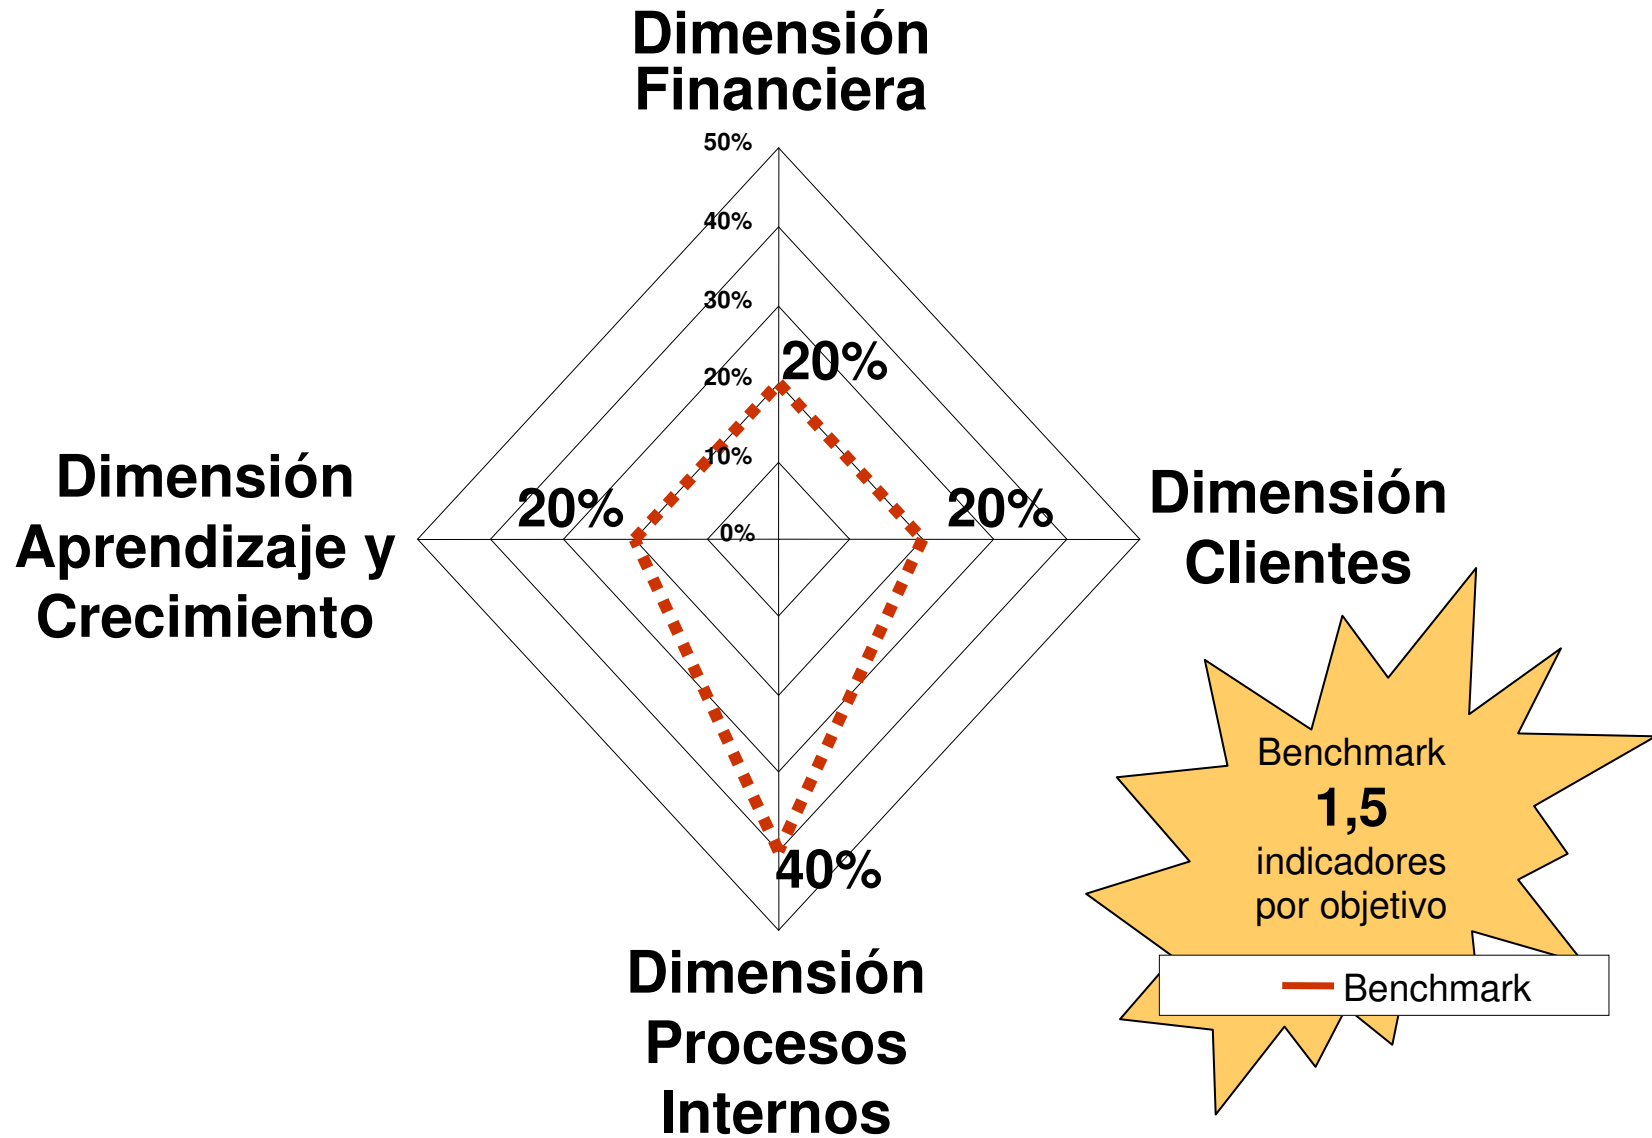 Dimensión
Financiera
50%
40%
30%
20%
10%
0%
20%
20%
20%
40%
Dimensión
Aprendizaje y
Crecimiento
Dimensión
Clientes
Dimensión
Procesos
Internos
Benchmark
1,5
indicadores
por objetivo
Benchmark